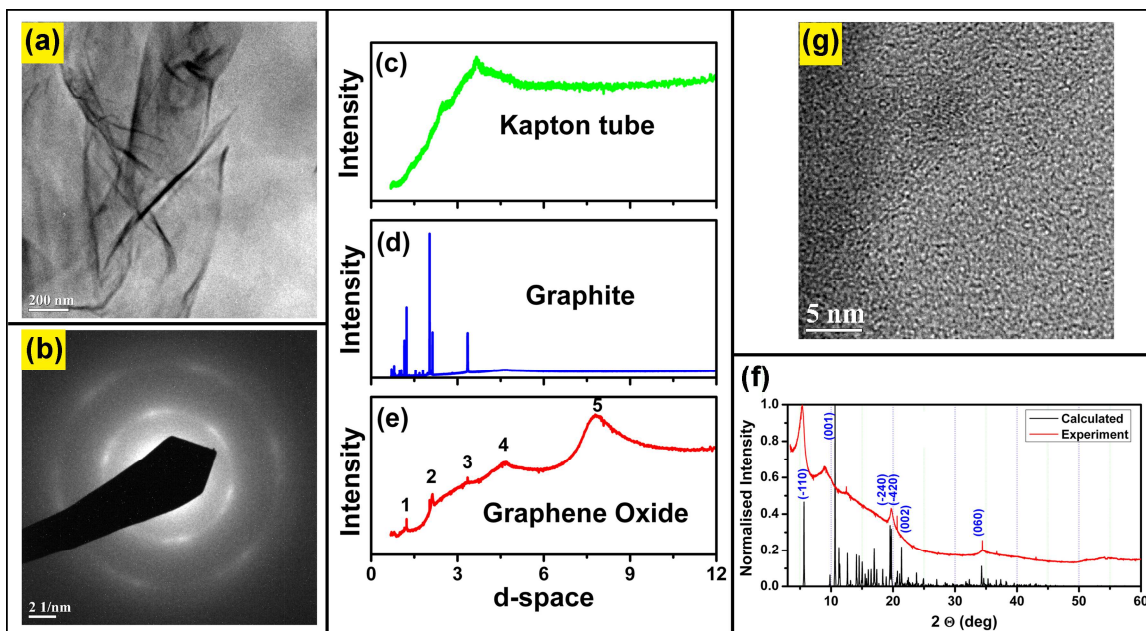 (a)
200 nm
(b)
2 1/nm
(c)
Intensity
Kapton tube
(d)
Intensity
Graphite
(e)
Intensity
1
2
3
4
5
Graphene Oxide
0 3 6 9 12
d-space
(g)
5 nm
(f)
Calculated
Experiment
Normalised Intensity
1.0
0.8
0.6
0.4
0.2
0.0
(-110)
(001)
(-240)
(-420)
(002)
(060)
10 20 30 40 50 60
2 Θ (deg)